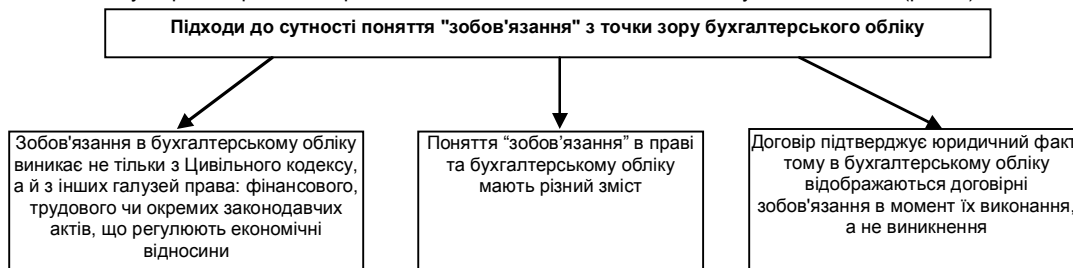 Підходи до сутності поняття "зобов'язання" з точки зору бухгалтерського обліку
Зобов'язання в бухгалтерському обліку
виникає не тільки з Цивільного кодексу,
а й з інших галузей права: фінансового,
трудового чи окремих законодавчих
актів, що регулюють економічні
відносини
Поняття “зобов’язання” в праві
та бухгалтерському обліку
мають різний зміст
Договір підтверджує юридичний факт,
тому в бухгалтерському обліку
відображаються договірні
зобов'язання в момент їх виконання,
а не виникнення